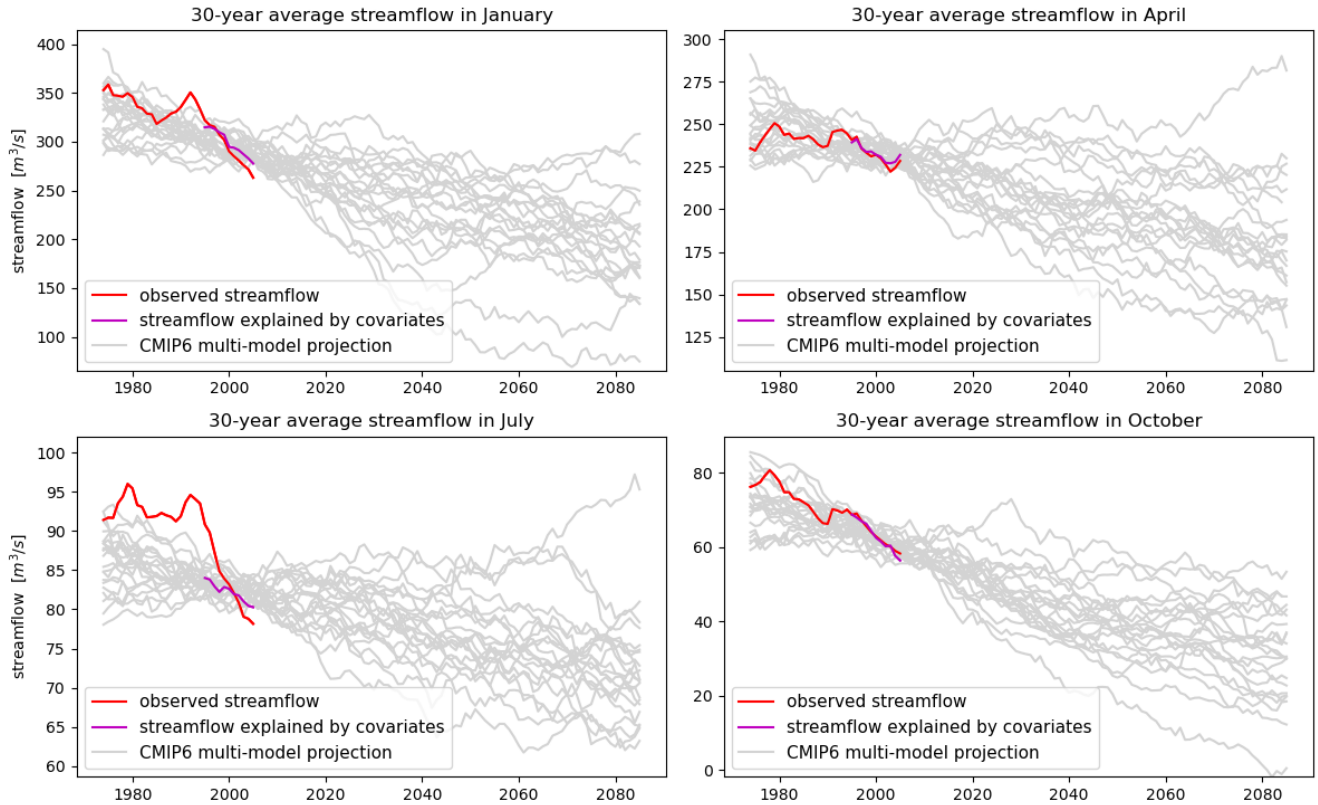 30-year average streamflow in January
streamflow [m³/s]
400
350
300
250
200
150
100
observed streamflow
streamflow explained by covariates
CMIP6 multi-model projection
1980 2000 2020 2040 2060 2080
30-year average streamflow in April
300
275
250
225
200
175
150
125
observed streamflow
streamflow explained by covariates
CMIP6 multi-model projection
1980 2000 2020 2040 2060 2080
30-year average streamflow in July
streamflow [m³/s]
100
95
90
85
80
75
70
65
60
observed streamflow
streamflow explained by covariates
CMIP6 multi-model projection
1980 2000 2020 2040 2060 2080
30-year average streamflow in October
80
60
40
20
0
observed streamflow
streamflow explained by covariates
CMIP6 multi-model projection
1980 2000 2020 2040 2060 2080